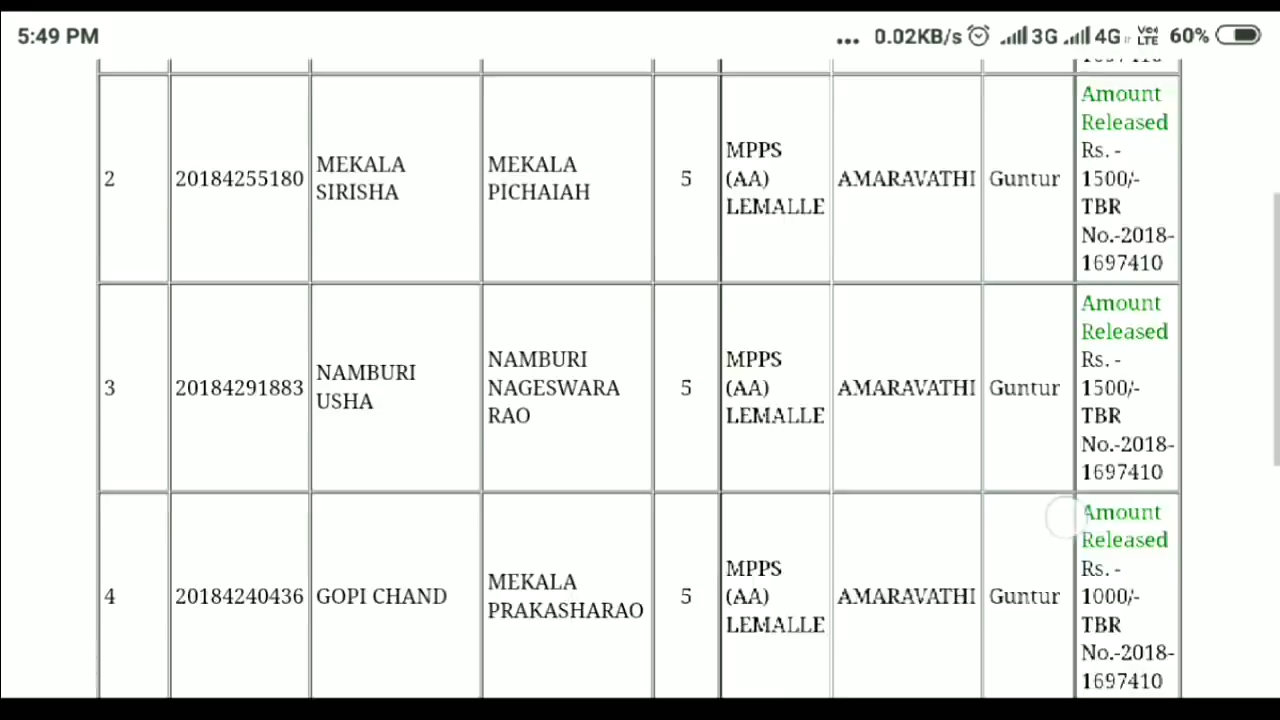 5:49 PM
... 0.02KB/s 3G 4G VoLTE 60%
2
20184255180
MEKALA
SIRISHA
MEKALA
PICHAIAH
5
MPPS
(AA)
LEMALLE
AMARAVATHI
Guntur
Amount
Released
Rs. -
1500/-
TBR
No.-2018-
1697410
3
20184291883
NAMBURI
USHA
NAMBURI
NAGESWARA
RAO
5
MPPS
(AA)
LEMALLE
AMARAVATHI
Guntur
Amount
Released
Rs. -
1500/-
TBR
No.-2018-
1697410
4
20184240436
GOPI CHAND
MEKALA
PRAKASHARAO
5
MPPS
(AA)
LEMALLE
AMARAVATHI
Guntur
Amount
Released
Rs. -
1000/-
TBR
No.-2018-
1697410